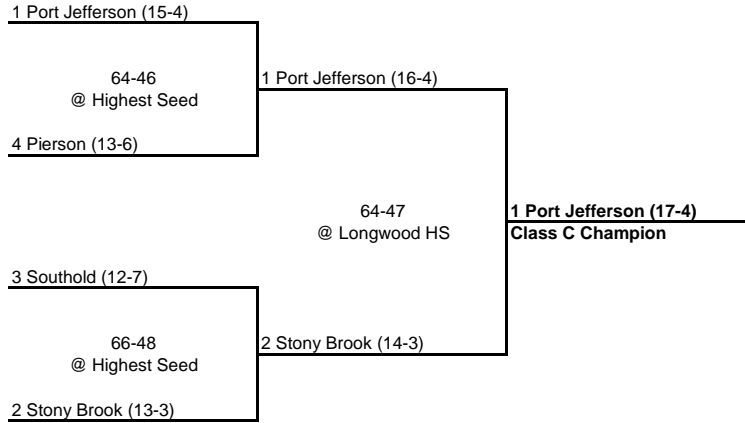 1 Port Jefferson (15-4)
64-46
@ Highest Seed
1 Port Jefferson (16-4)
4 Pierson (13-6)
64-47
@ Longwood HS
1 Port Jefferson (17-4)
Class C Champion
3 Southold (12-7)
66-48
@ Highest Seed
2 Stony Brook (14-3)
2 Stony Brook (13-3)